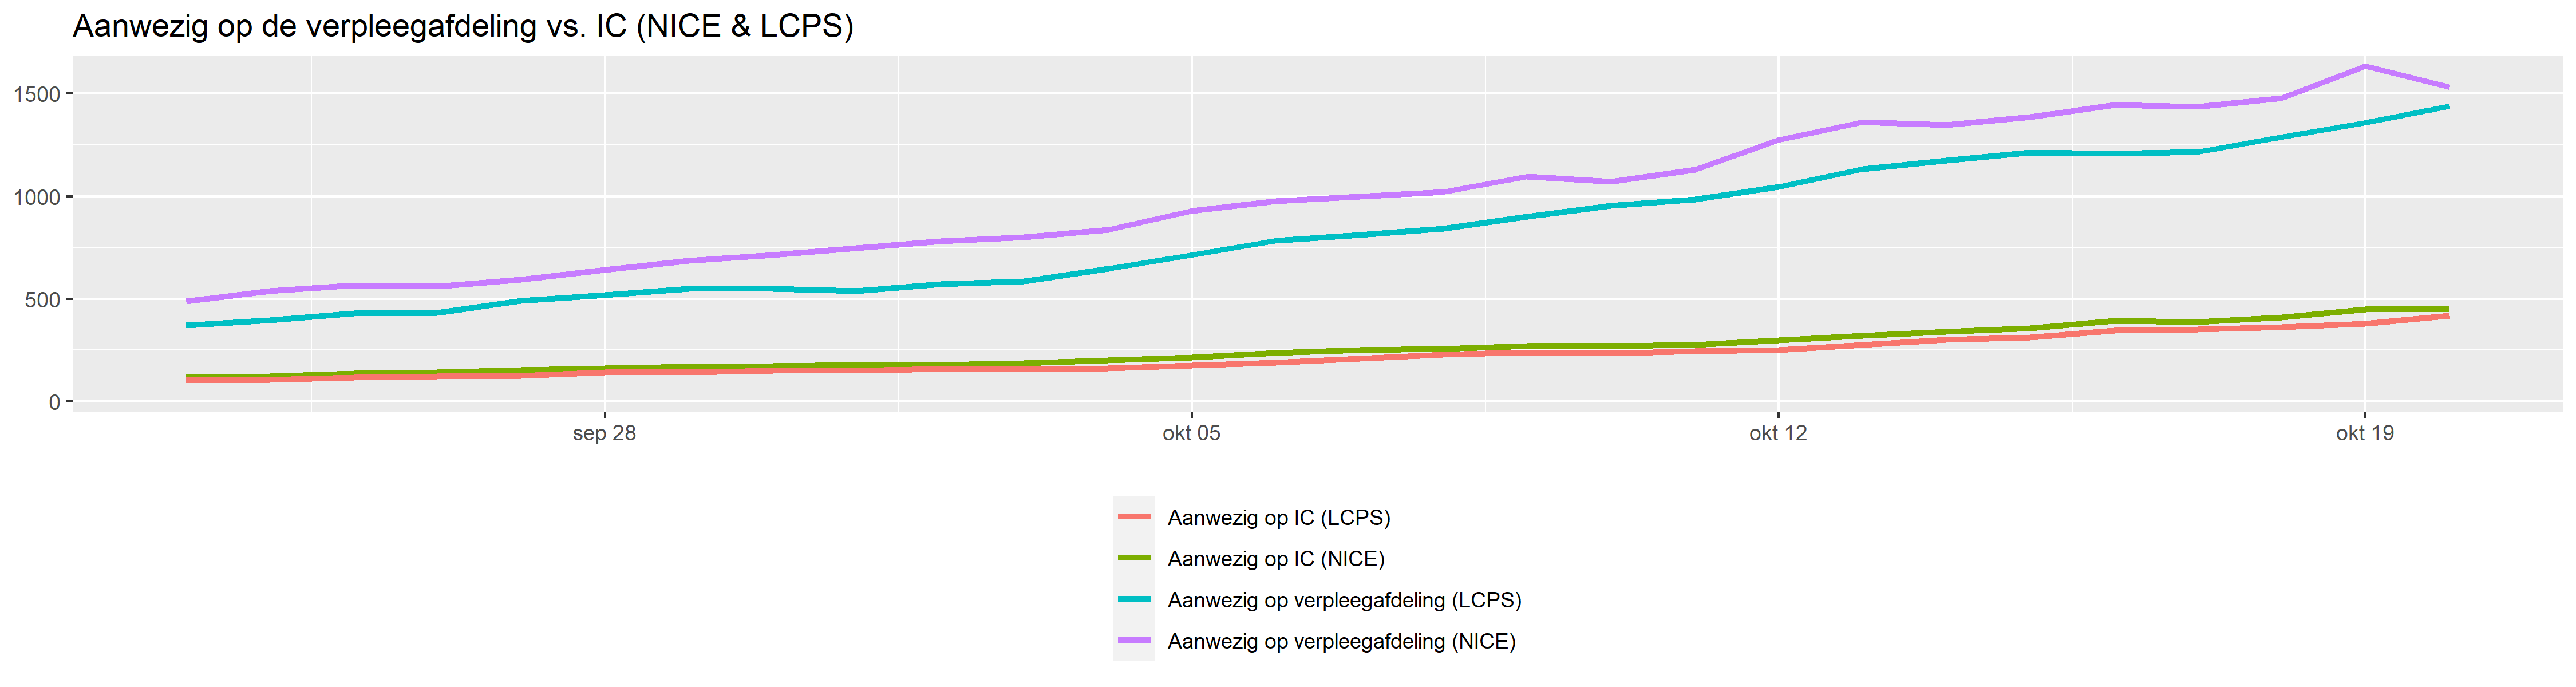 Aanwezig op de verpleegafdeling vs. IC (NICE & LCPS)
1500
1000
500
0
sep 28
okt 05
okt 12
okt 19
Aanwezig op IC (LCPS)
Aanwezig op IC (NICE)
Aanwezig op verpleegafdeling (LCPS)
Aanwezig op verpleegafdeling (NICE)